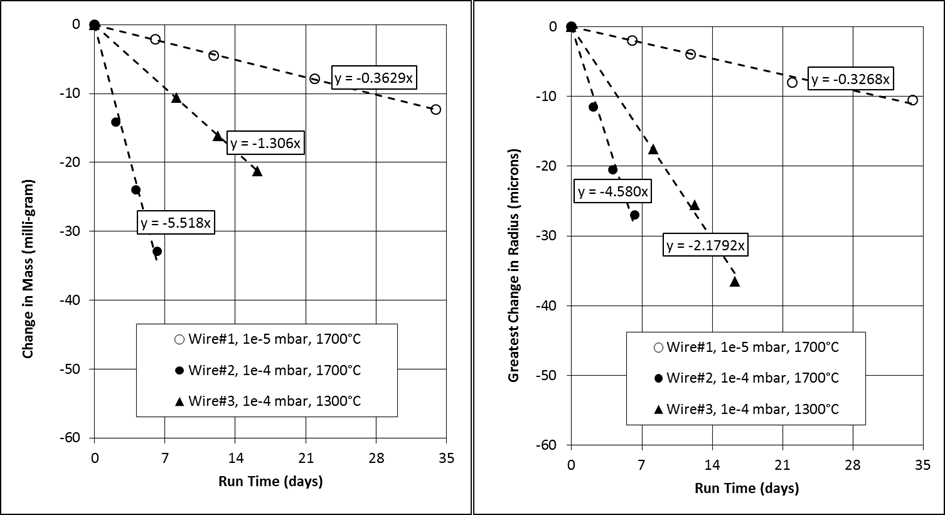 0
-10
-20
-30
-40
-50
-60
Change in Mass (milli-gram)
y = -0.3629x
y = -1.306x
y = -5.518x
Wire#1, 1e-5 mbar, 1700°C
Wire#2, 1e-4 mbar, 1700°C
Wire#3, 1e-4 mbar, 1300°C
0 7 14 21 28 35
Run Time (days)
0
-10
-20
-30
-40
-50
-60
Greatest Change in Radius (microns)
y = -0.3268x
y = -4.580x
y = -2.1792x
Wire#1, 1e-5 mbar, 1700°C
Wire#2, 1e-4 mbar, 1700°C
Wire#3, 1e-4 mbar, 1300°C
0 7 14 21 28 35
Run Time (days)